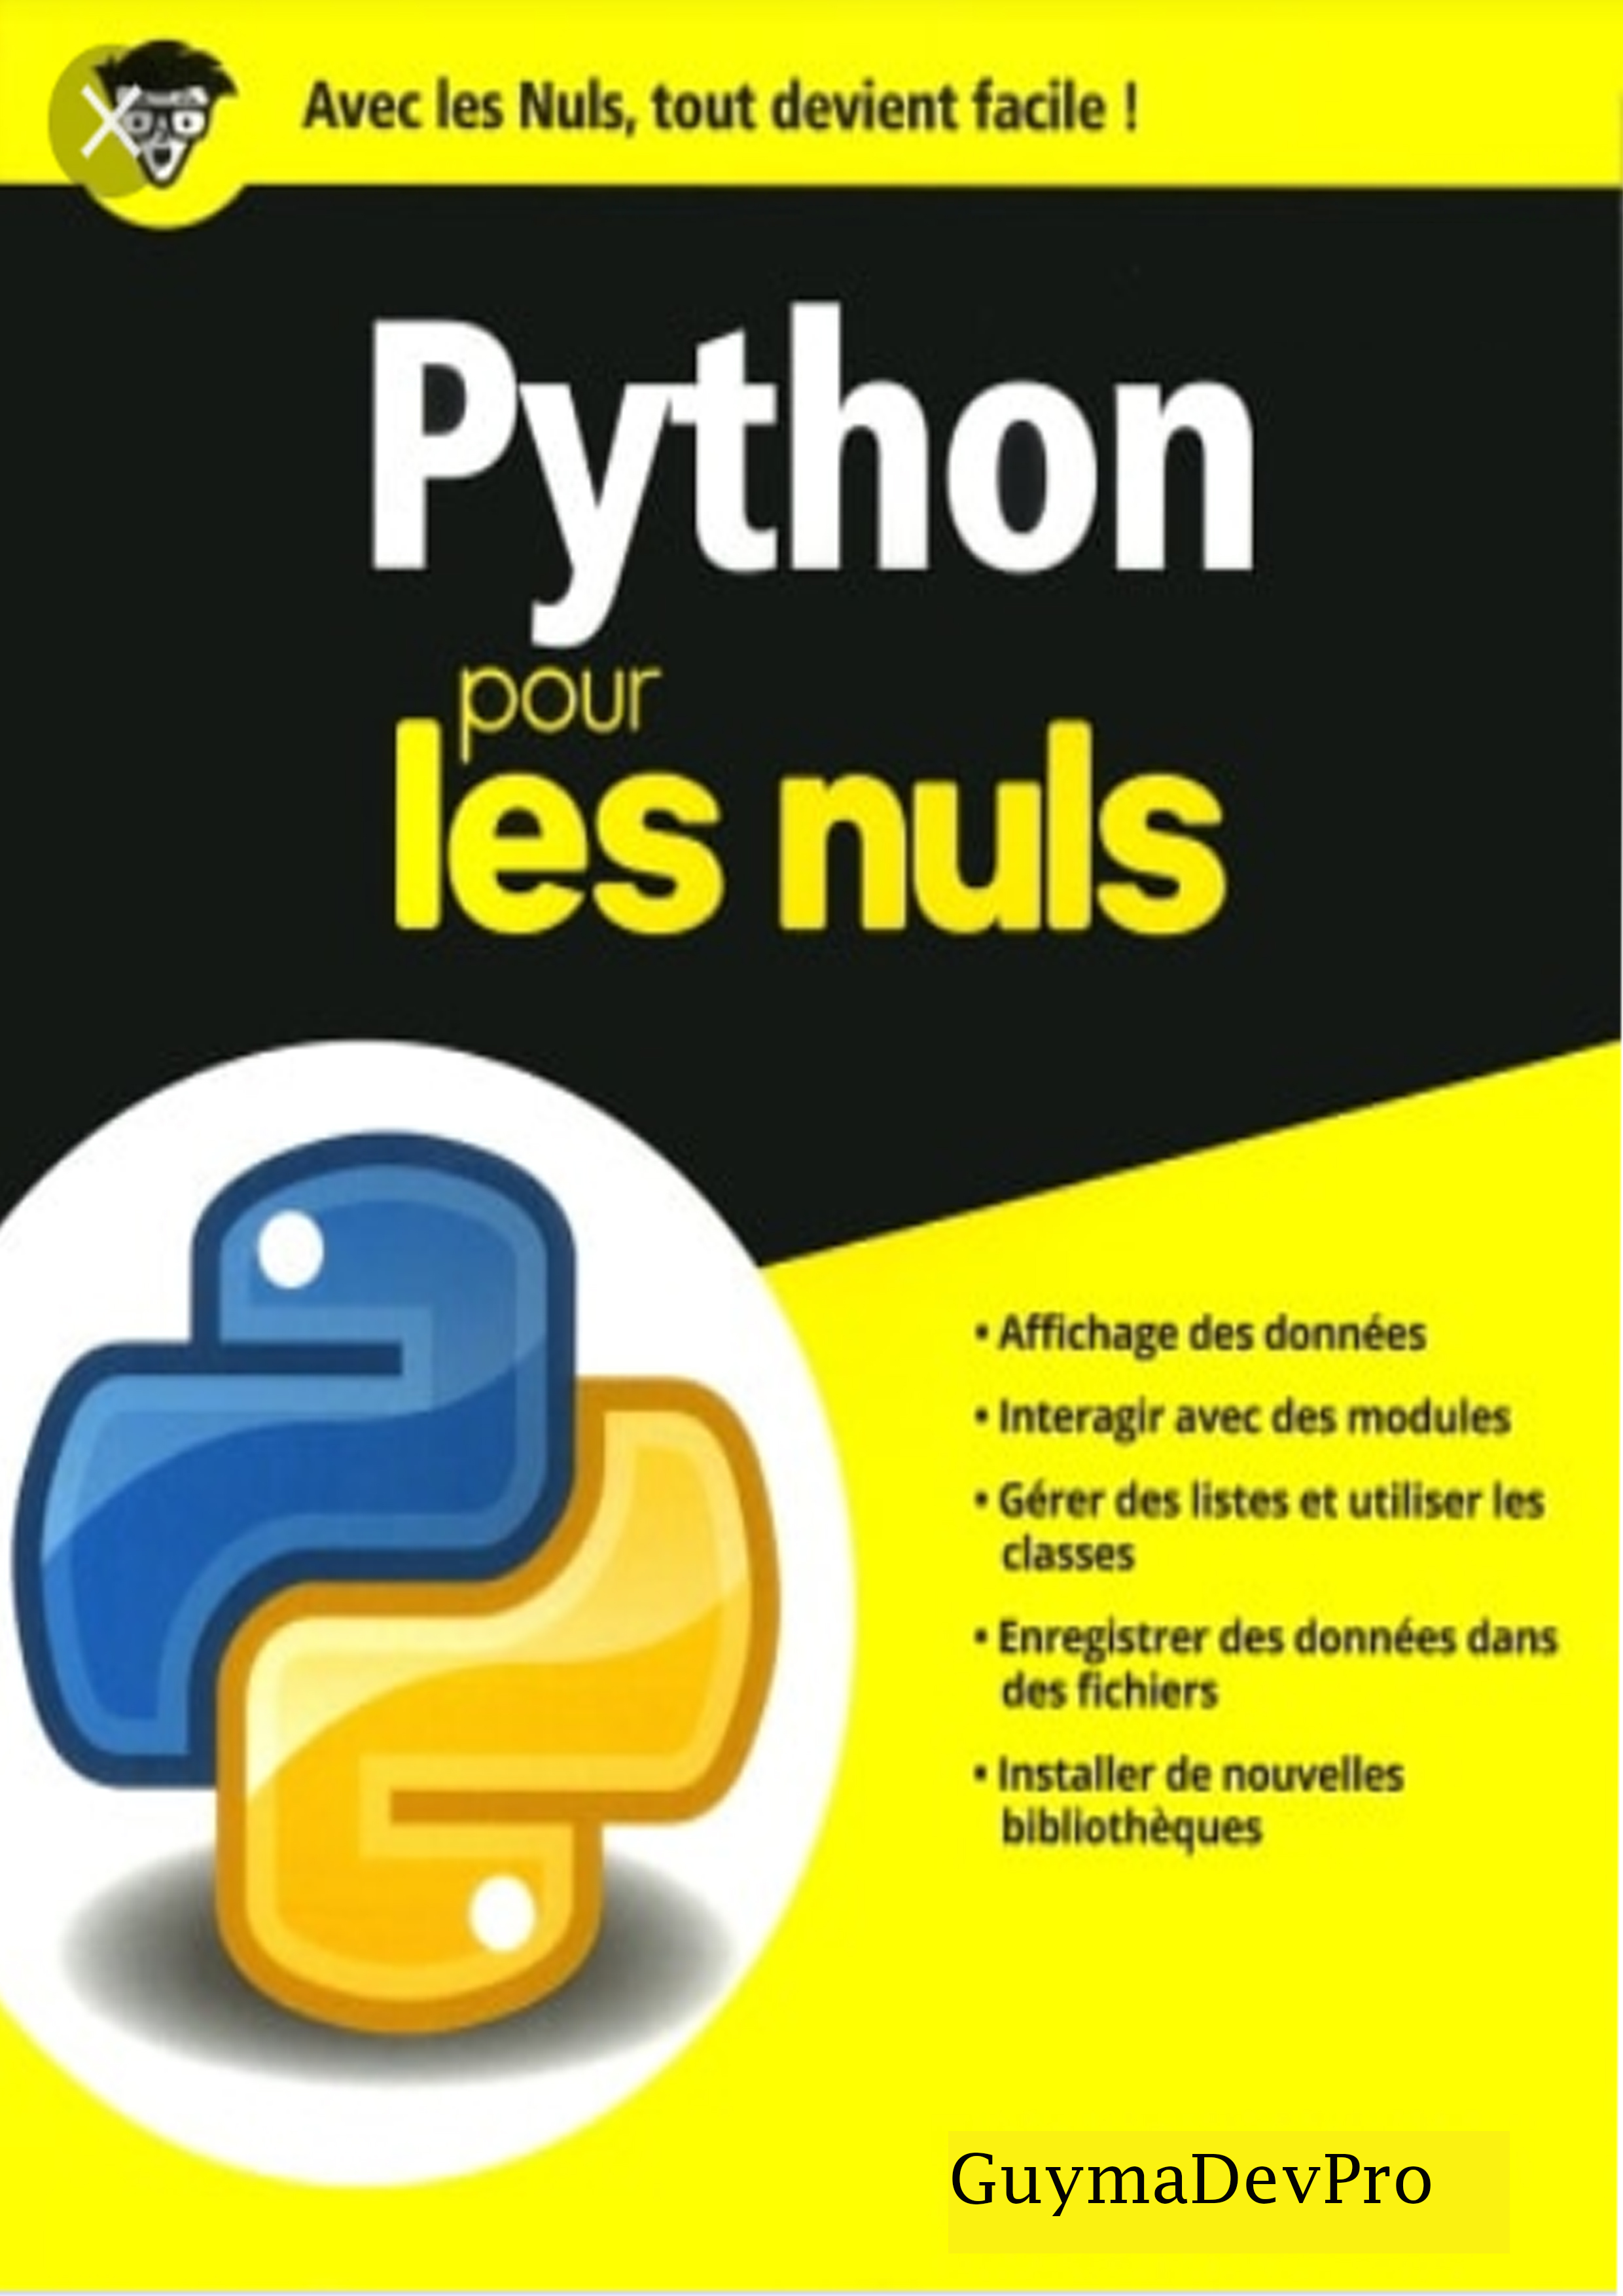 Avec les Nuls, tout devient facile !
Python
pour
les nuls
• Affichage des données
• Interagir avec des modules
• Gérer des listes et utiliser les
classes
• Enregistrer des données dans
des fichiers
• Installer de nouvelles
bibliothèques
GuymaDevPro